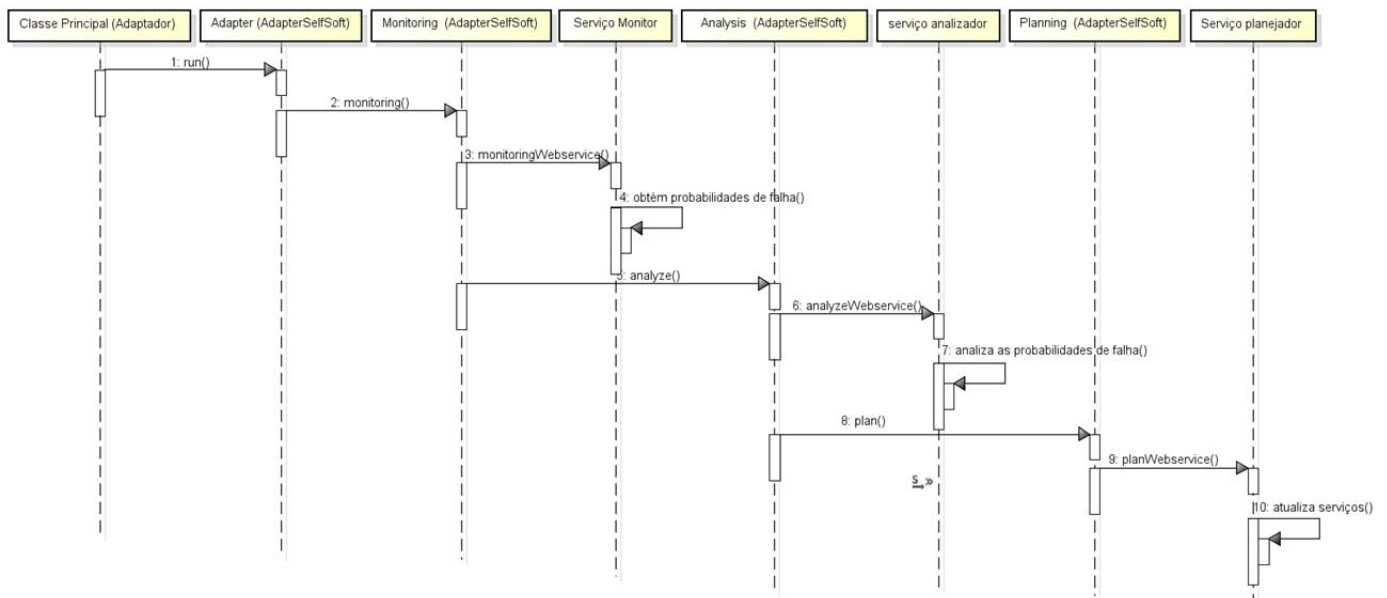 Classe Principal (Adaptador)
Adapter (AdapterSelfSoft)
Monitoring (AdapterSelfSoft)
Serviço Monitor
Analysis (AdapterSelfSoft)
serviço analizador
Planning (AdapterSelfSoft)
Serviço planejador
1: run()
2: monitoring()
3: monitoringWebservice()
4: obtèm probabilidades de falha()
5: analyze()
6: analyzeWebservice()
7: analiza as probabilidades de falha()
8: plan()
9: planWebservice()
10: atualiza serviços()